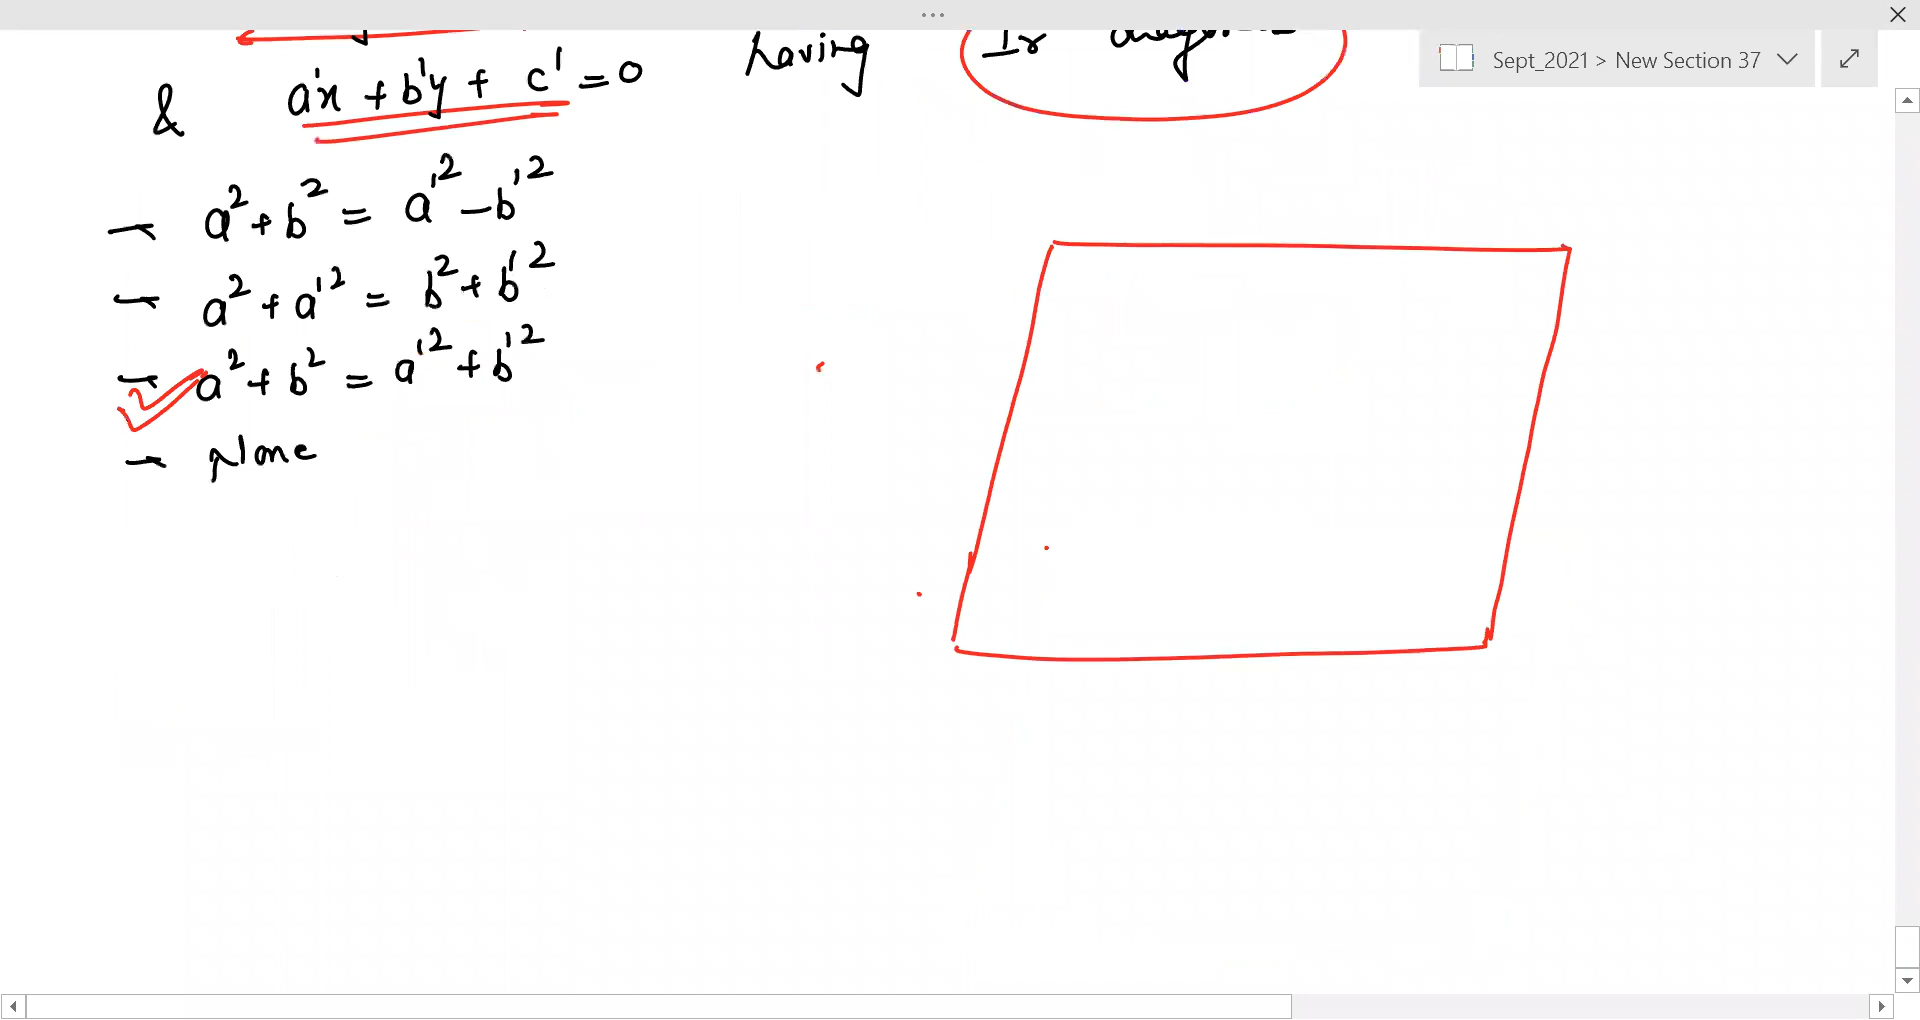 Sept_2021 > New Section 37
having ⊥r
& a'x + b'y + c' = 0
— a² + b² = a'² - b'²
— a² + a'² = b² + b'²
— a² + b² = a'² + b'²
— None